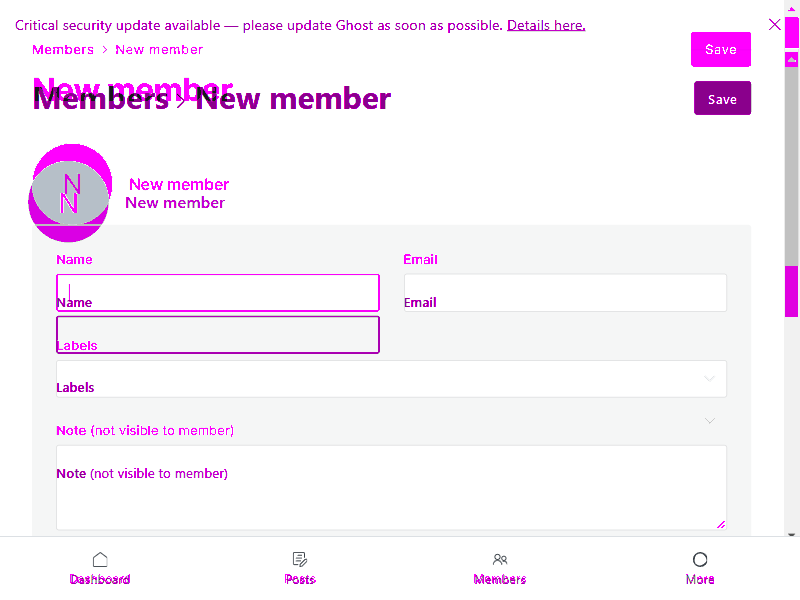 Critical security update available — please update Ghost as soon as possible. Details here.
Members > New member
Save
New member
Members > New member
Save
N
N
New member
New member
Name
Email
Name
Email
Labels
Labels
Note (not visible to member)
Note (not visible to member)
Dashboard
Posts
Members
More